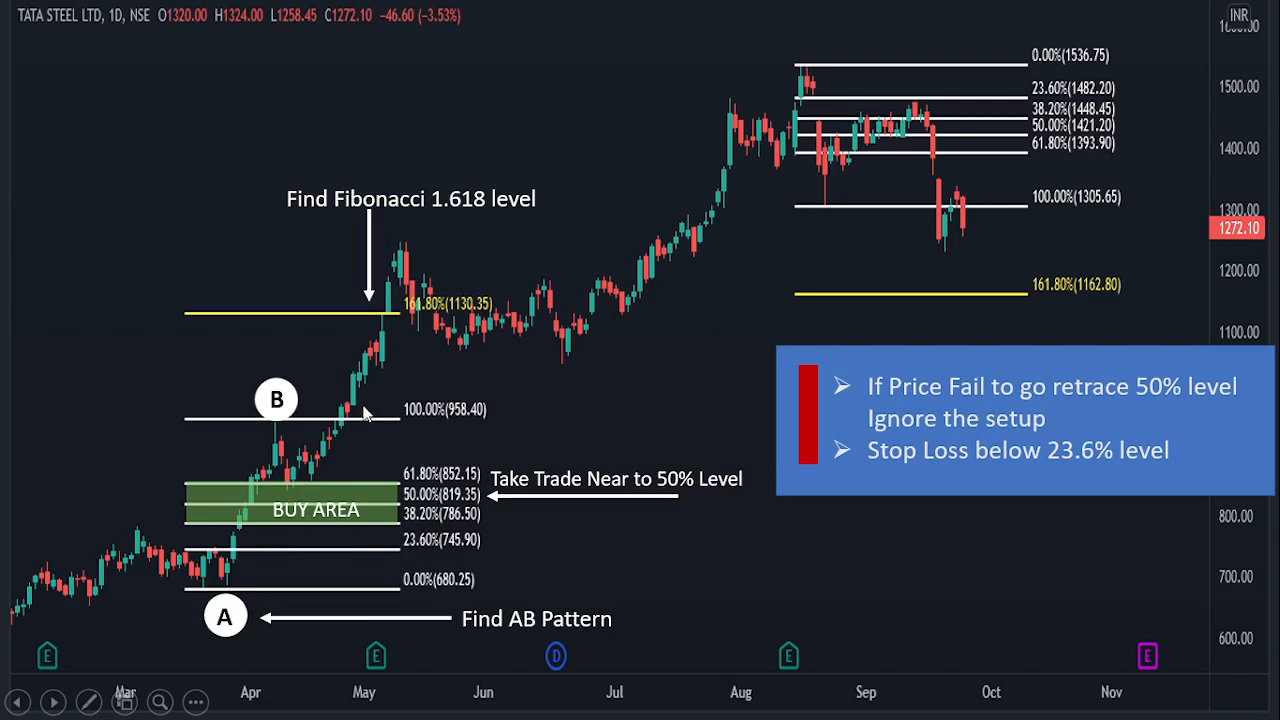 TATA STEEL LTD, 1D, NSE O1320.00 H1324.00 L1258.45 C1272.10 −46.60 (−3.53%)
INR
0.00%(1536.75)
1500.00
23.60%(1482.20)
38.20%(1448.45)
50.00%(1421.20)
61.80%(1393.90)
1400.00
Find Fibonacci 1.618 level
100.00%(1305.65)
1300.00
1272.10
1200.00
161.80%(1162.80)
161.80%(1130.35)
1100.00
If Price Fail to go retrace 50% level
Ignore the setup
Stop Loss below 23.6% level
B
100.00%(958.40)
61.80%(852.15)
Take Trade Near to 50% Level
50.00%(819.35)
BUY AREA
38.20%(786.50)
800.00
23.60%(745.90)
0.00%(680.25)
700.00
A
Find AB Pattern
600.00
E E D E E
Mar Apr May Jun Jul Aug Sep Oct Nov